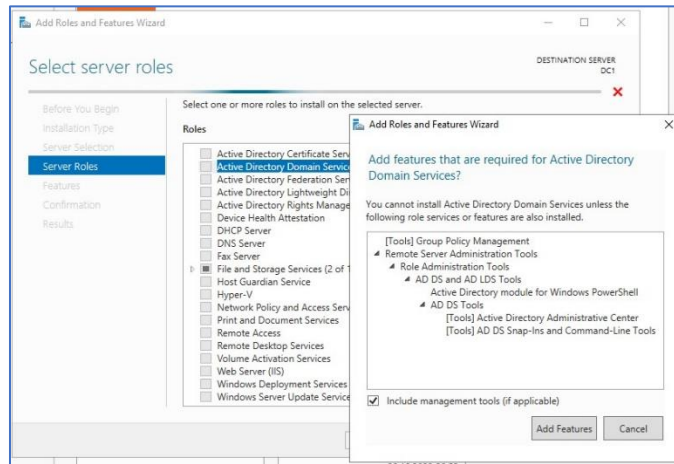 Add Roles and Features Wizard
Select server roles
DESTINATION SERVER
DC1
Before You Begin
Installation Type
Server Selection
Server Roles
Features
Confirmation
Results
Select one or more roles to install on the selected server.
Roles
Active Directory Certificate Serv
Active Directory Domain Service
Active Directory Federation Ser
Active Directory Lightweight Di
Active Directory Rights Manage
Device Health Attestation
DHCP Server
DNS Server
Fax Server
File and Storage Services (2 of 1
Host Guardian Service
Hyper-V
Network Policy and Access Serv
Print and Document Services
Remote Access
Remote Desktop Services
Volume Activation Services
Web Server (IIS)
Windows Deployment Services
Windows Server Update Service
Add Roles and Features Wizard
Add features that are required for Active Directory
Domain Services?
You cannot install Active Directory Domain Services unless the
following role services or features are also installed.
[Tools] Group Policy Management
Remote Server Administration Tools
Role Administration Tools
AD DS and AD LDS Tools
Active Directory module for Windows PowerShell
AD DS Tools
[Tools] Active Directory Administrative Center
[Tools] AD DS Snap-Ins and Command-Line Tools
Include management tools (if applicable)
Add Features
Cancel